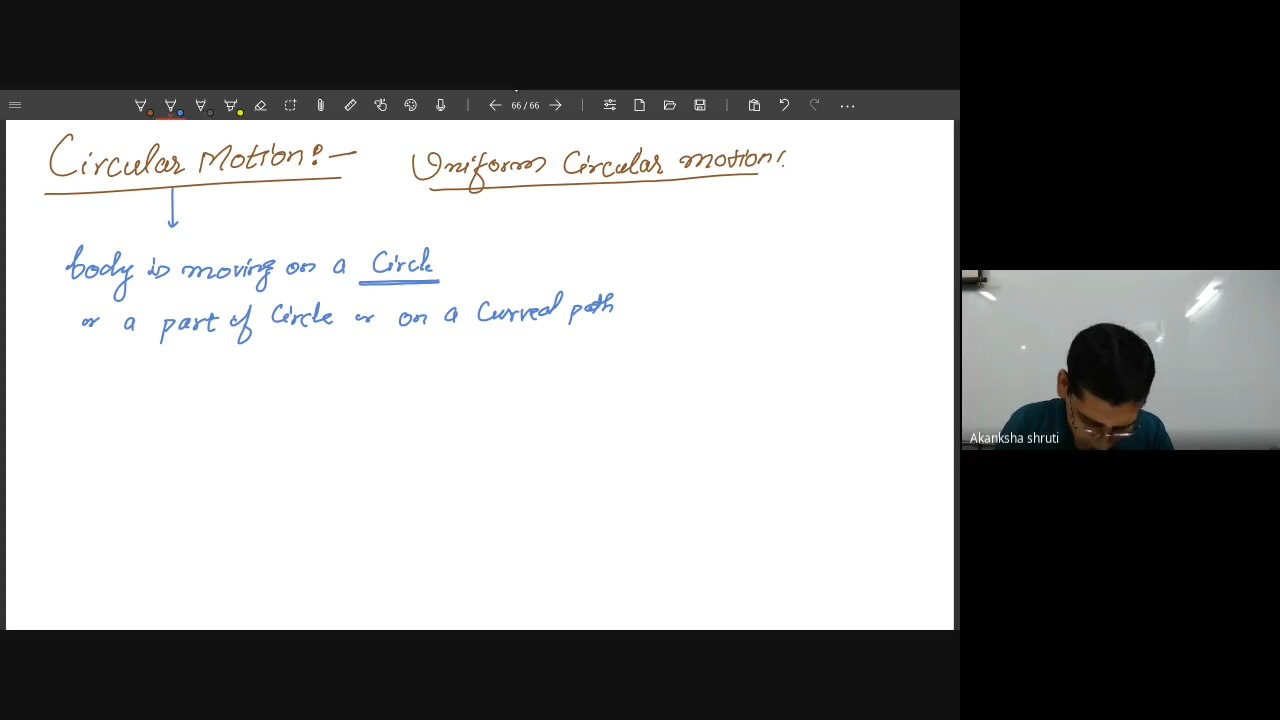 66/66
Circular Motion:-
Uniform Circular motion:
body is moving on a Circle
or a part of Circle or on a Curved path
Akanksha shruti